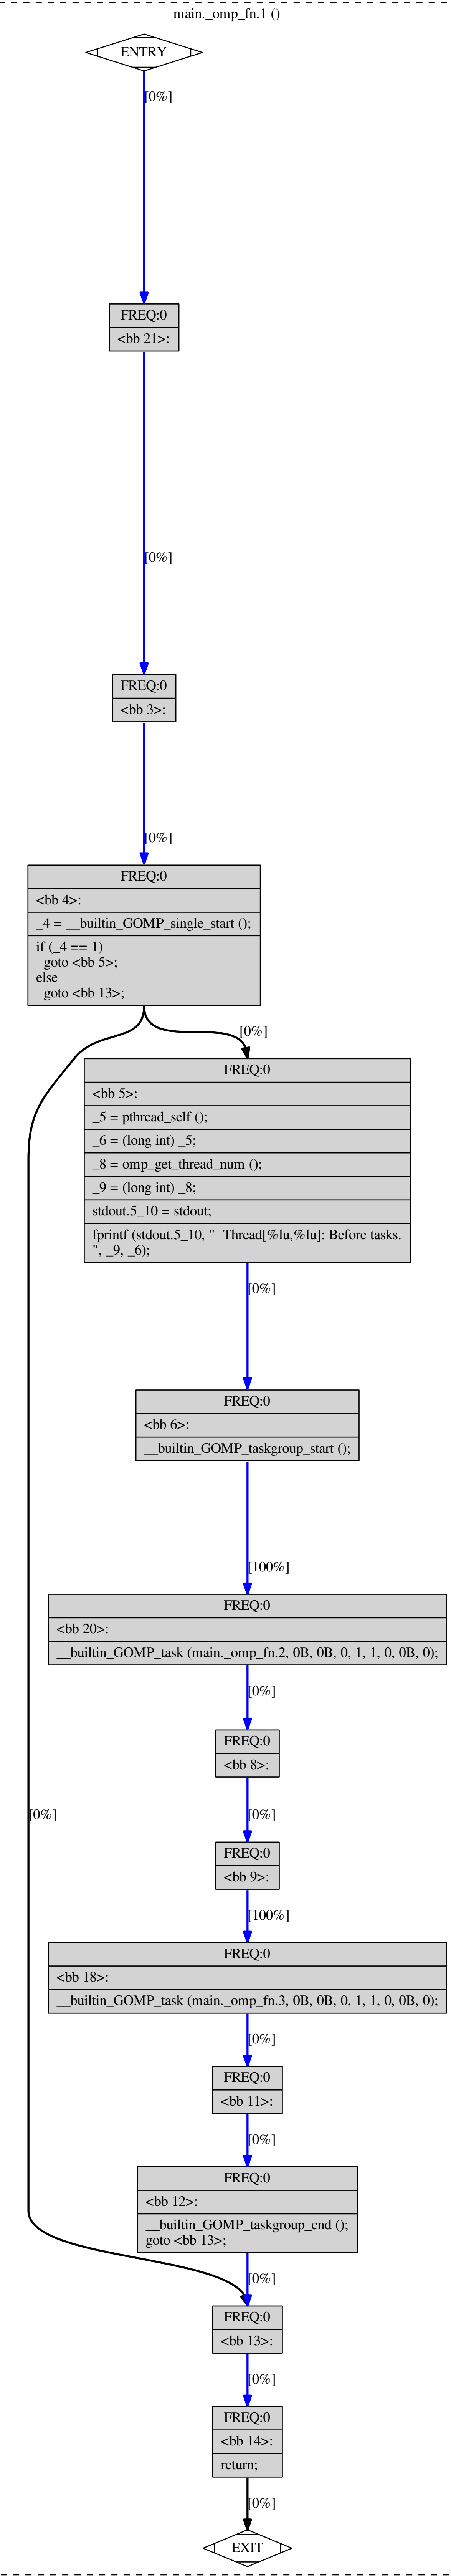 main._omp_fn.1 ()
ENTRY
[0%]
FREQ:0
<bb 21>:
[0%]
FREQ:0
<bb 3>:
[0%]
FREQ:0
<bb 4>:
_4 = __builtin_GOMP_single_start ();
if (_4 == 1)
goto <bb 5>;
else
goto <bb 13>;
[0%]
FREQ:0
<bb 5>:
_5 = pthread_self ();
_6 = (long int) _5;
_8 = omp_get_thread_num ();
_9 = (long int) _8;
stdout.5_10 = stdout;
fprintf (stdout.5_10, "  Thread[%lu,%lu]: Before tasks.
", _9, _6);
[0%]
FREQ:0
<bb 6>:
__builtin_GOMP_taskgroup_start ();
[100%]
FREQ:0
<bb 20>:
__builtin_GOMP_task (main._omp_fn.2, 0B, 0B, 0, 1, 1, 0, 0B, 0);
[0%]
FREQ:0
<bb 8>:
[0%]
[0%]
FREQ:0
<bb 9>:
[100%]
FREQ:0
<bb 18>:
__builtin_GOMP_task (main._omp_fn.3, 0B, 0B, 0, 1, 1, 0, 0B, 0);
[0%]
FREQ:0
<bb 11>:
[0%]
FREQ:0
<bb 12>:
__builtin_GOMP_taskgroup_end ();
goto <bb 13>;
[0%]
FREQ:0
<bb 13>:
[0%]
FREQ:0
<bb 14>:
return;
[0%]
EXIT